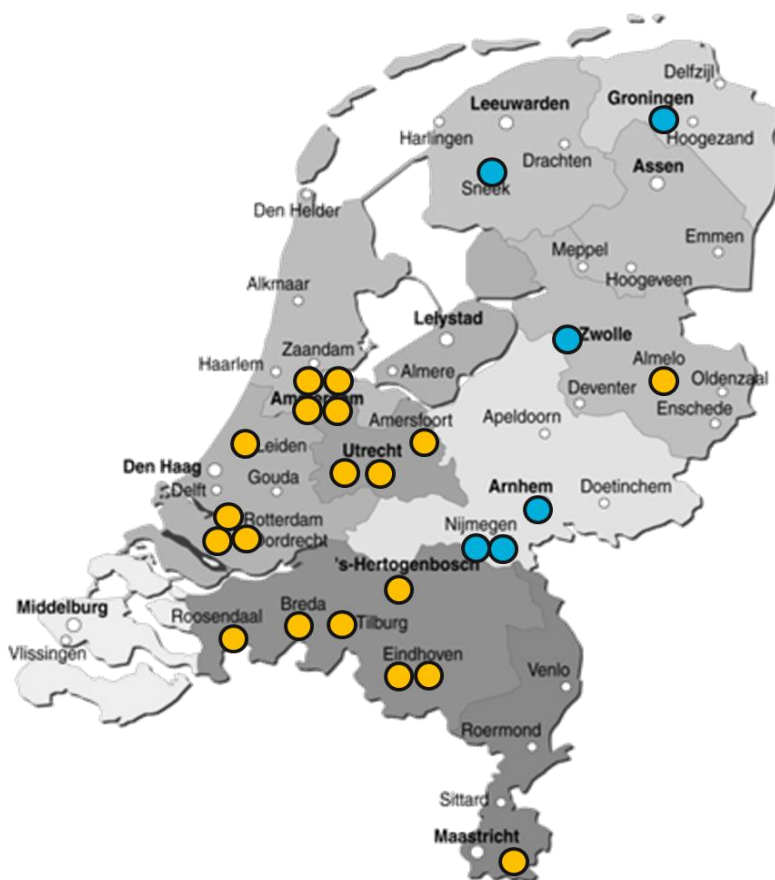 Delfzijl
Groningen
Leeuwarden
Harlingen
Hoogezand
Drachten
Assen
Sneek
Den Helder
Emmen
Meppel
Hoogeveen
Alkmaar
Lelystad
Zwolle
Zaandam
Haarlem
Almelo
Almere
Oldenzaal
Deventer
Amsterdam
Enschede
Amersfoort
Apeldoorn
Leiden
Utrecht
Den Haag
Gouda
Delft
Arnhem
Doetinchem
Rotterdam
Nijmegen
Dordrecht
's-Hertogenbosch
Middelburg
Breda
Roosendaal
Tilburg
Vlissingen
Eindhoven
Venlo
Roermond
Sittard
Maastricht